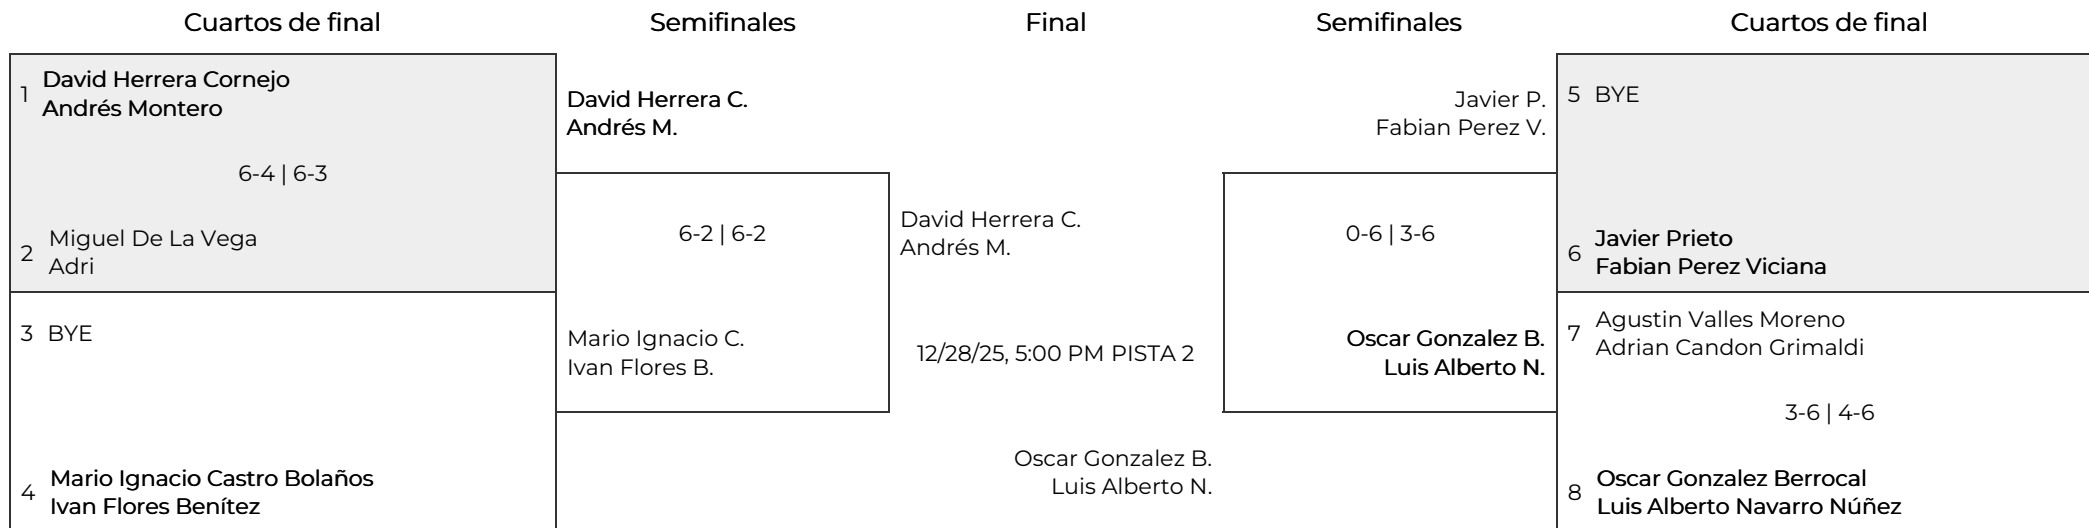 Cuartos de final
Semifinales
Final
Semifinales
Cuartos de final
1
David Herrera Cornejo
Andrés Montero
6-4 | 6-3
2
Miguel De La Vega
Adri
3 BYE
4
Mario Ignacio Castro Bolaños
Ivan Flores Benítez
David Herrera C.
Andrés M.
6-2 | 6-2
Mario Ignacio C.
Ivan Flores B.
David Herrera C.
Andrés M.
12/28/25, 5:00 PM PISTA 2
Oscar Gonzalez B.
Luis Alberto N.
Javier P.
Fabian Perez V.
0-6 | 3-6
Oscar Gonzalez B.
Luis Alberto N.
5 BYE
6
Javier Prieto
Fabian Perez Viciana
7
Agustin Valles Moreno
Adrian Candon Grimaldi
3-6 | 4-6
8
Oscar Gonzalez Berrocal
Luis Alberto Navarro Núñez